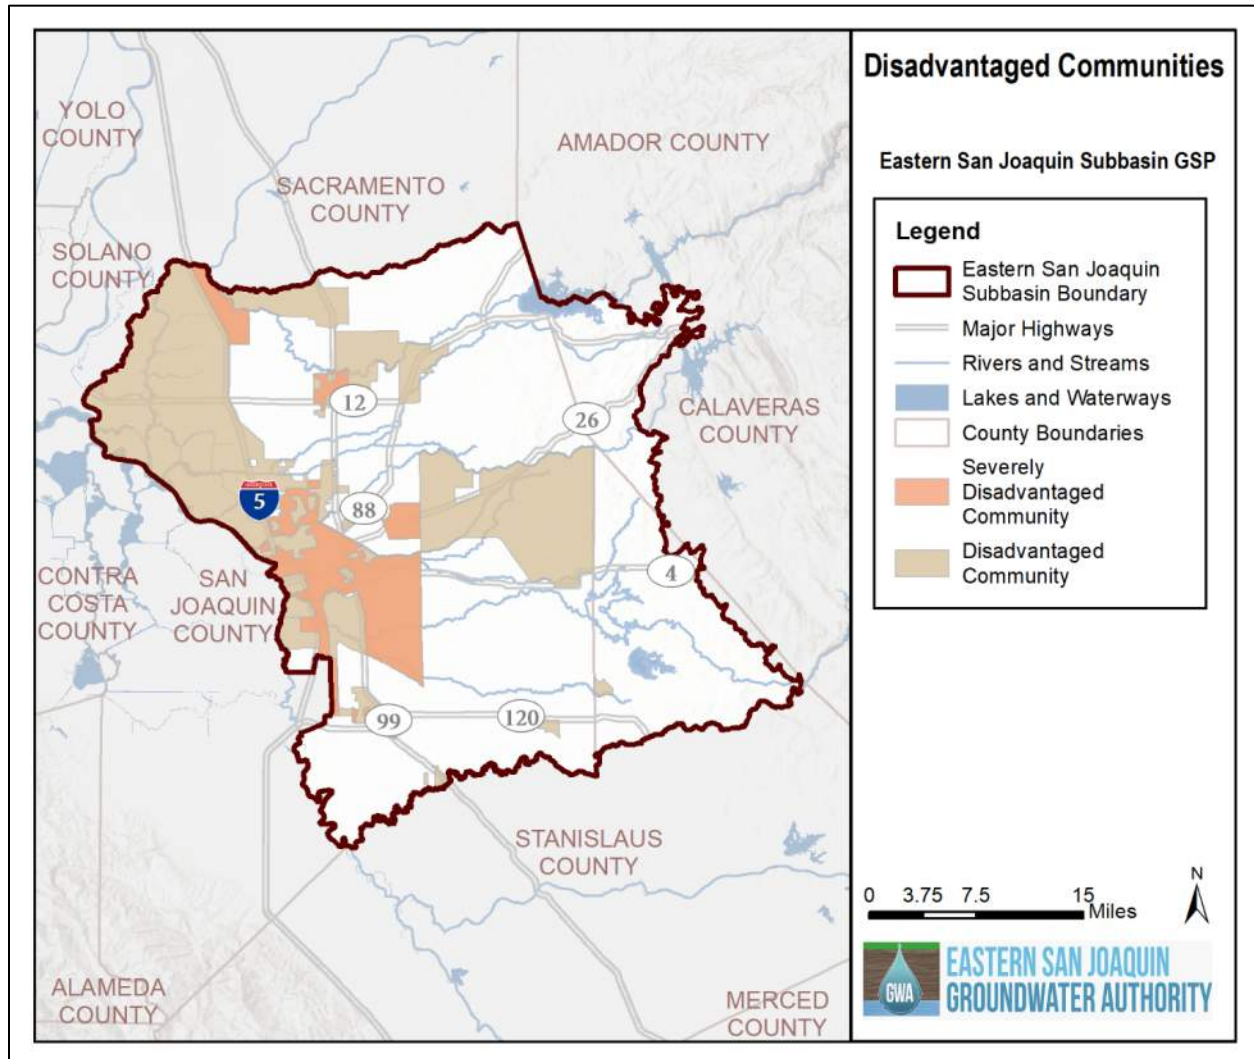 Disadvantaged Communities
Eastern San Joaquin Subbasin GSP
Legend
Eastern San Joaquin
Subbasin Boundary
Major Highways
Rivers and Streams
Lakes and Waterways
County Boundaries
Severely
Disadvantaged
Community
Disadvantaged
Community
YOLO
COUNTY
AMADOR COUNTY
SACRAMENTO
COUNTY
SOLANO
COUNTY
CALAVERAS
COUNTY
12
26
5
88
4
CONTRA
COSTA
COUNTY
SAN
JOAQUIN
COUNTY
99
120
STANISLAUS
COUNTY
ALAMEDA
COUNTY
MERCED
COUNTY
N
0 3.75 7.5 15
Miles
GWA
EASTERN SAN JOAQUIN
GROUNDWATER AUTHORITY